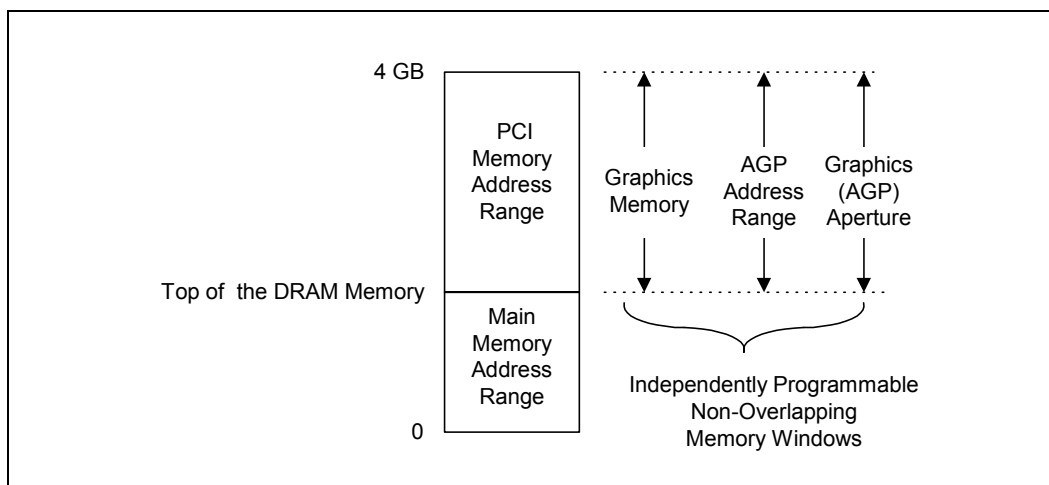 4 GB
PCI
Memory
Address
Range
Graphics
Memory
AGP
Address
Range
Graphics
(AGP)
Aperture
Top of the DRAM Memory
Main
Memory
Address
Range
0
Independently Programmable
Non-Overlapping
Memory Windows